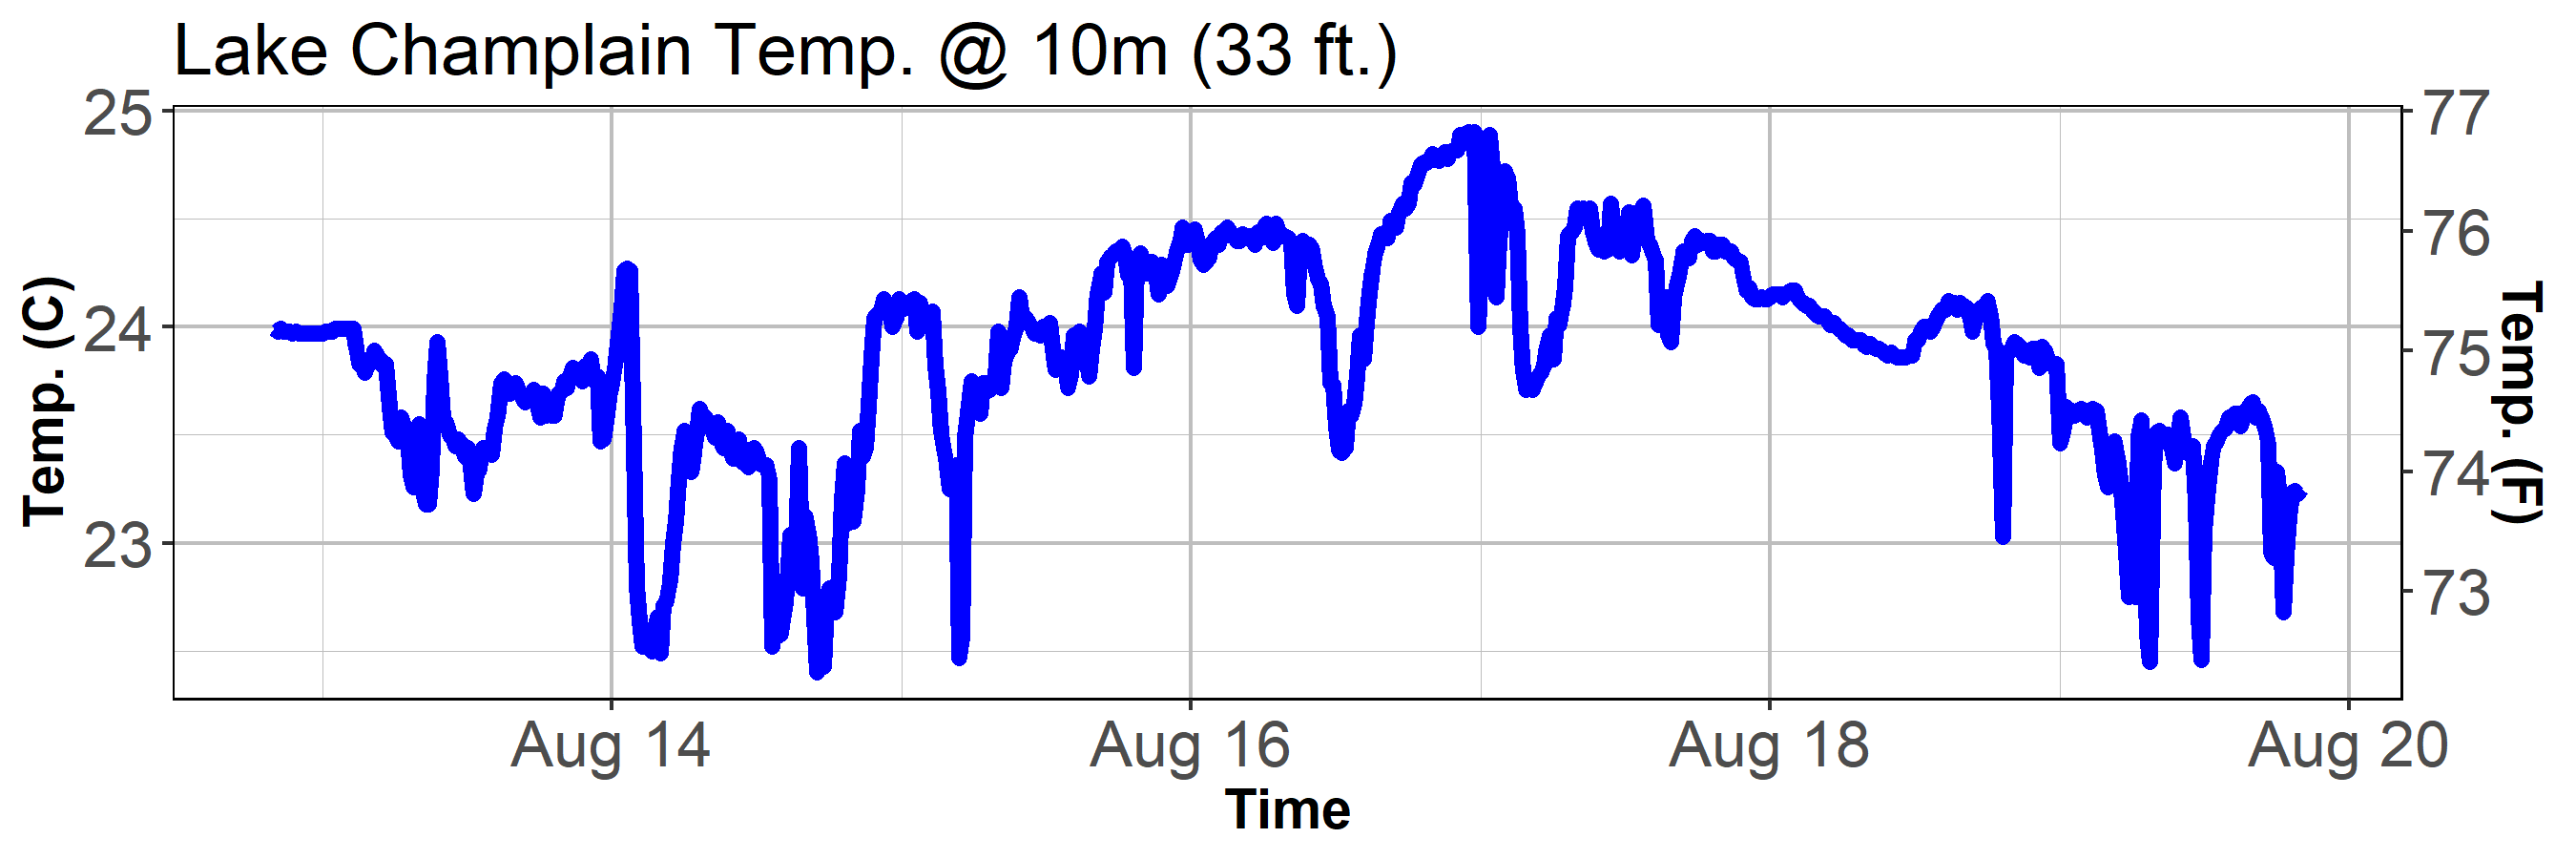 Lake Champlain Temp. @ 10m (33 ft.)
25
24
23
Temp. (C)
77
76
75
74
73
Temp. (F)
Aug 14 Aug 16 Aug 18 Aug 20
Time